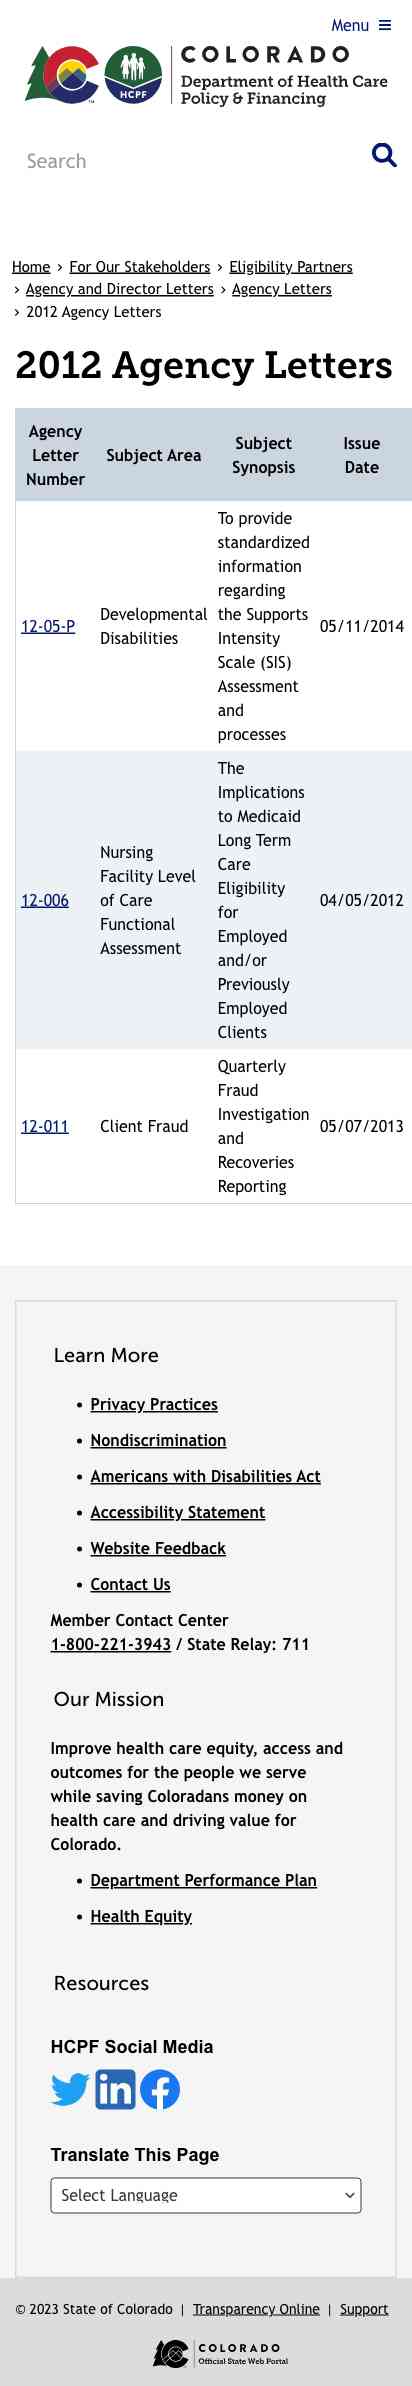 Menu
COLORADO
Department of Health Care
Policy & Financing
HCPF
TM
Search
Home > For Our Stakeholders > Eligibility Partners
> Agency and Director Letters > Agency Letters
> 2012 Agency Letters
2012 Agency Letters
Agency
Letter
Number
Subject Area
Subject
Synopsis
Issue
Date
12-05-P
Developmental
Disabilities
To provide
standardized
information
regarding
the Supports
Intensity
Scale (SIS)
Assessment
and
processes
05/11/2014
12-006
Nursing
Facility Level
of Care
Functional
Assessment
The
Implications
to Medicaid
Long Term
Care
Eligibility
for
Employed
and/or
Previously
Employed
Clients
04/05/2012
12-011
Client Fraud
Quarterly
Fraud
Investigation
and
Recoveries
Reporting
05/07/2013
Learn More
• Privacy Practices
• Nondiscrimination
• Americans with Disabilities Act
• Accessibility Statement
• Website Feedback
• Contact Us
Member Contact Center
1-800-221-3943 / State Relay: 711
Our Mission
Improve health care equity, access and
outcomes for the people we serve
while saving Coloradans money on
health care and driving value for
Colorado.
• Department Performance Plan
• Health Equity
Resources
HCPF Social Media
in
Translate This Page
Select Language
© 2023 State of Colorado | Transparency Online | Support
COLORADO
Official State Web Portal